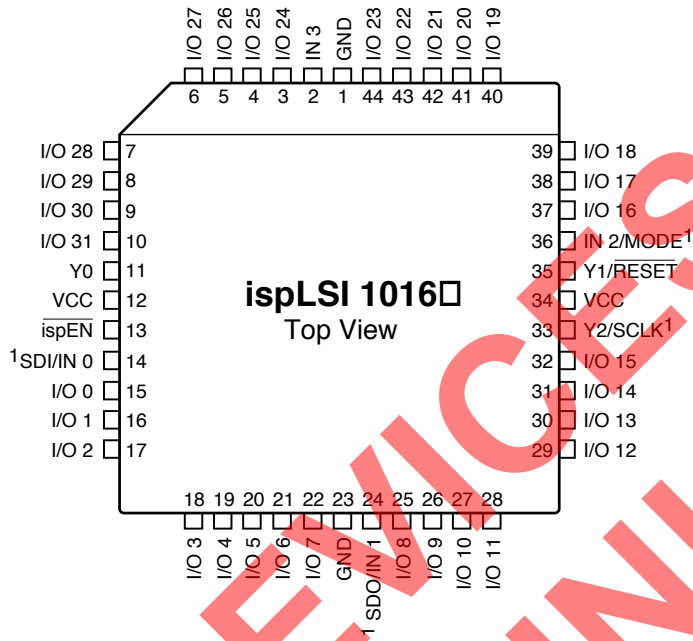 I/O 27
I/O 26
I/O 25
I/O 24
IN 3
GND
I/O 23
I/O 22
I/O 21
I/O 20
I/O 19
6 5 4 3 2 1 44 43 42 41 40
I/O 28 7
I/O 29 8
I/O 30 9
I/O 31 10
Y0 11
VCC 12
ispEN 13
1SDI/IN 0 14
I/O 0 15
I/O 1 16
I/O 2 17
39 I/O 18
38 I/O 17
37 I/O 16
36 IN 2/MODE1
35 Y1/RESET
34 VCC
33 Y2/SCLK1
32 I/O 15
31 I/O 14
30 I/O 13
29 I/O 12
ispLSI 1016□
Top View
18 19 20 21 22 23 24 25 26 27 28
I/O 3
I/O 4
I/O 5
I/O 6
I/O 7
GND
1 SDO/IN 1
I/O 8
I/O 9
I/O 10
I/O 11